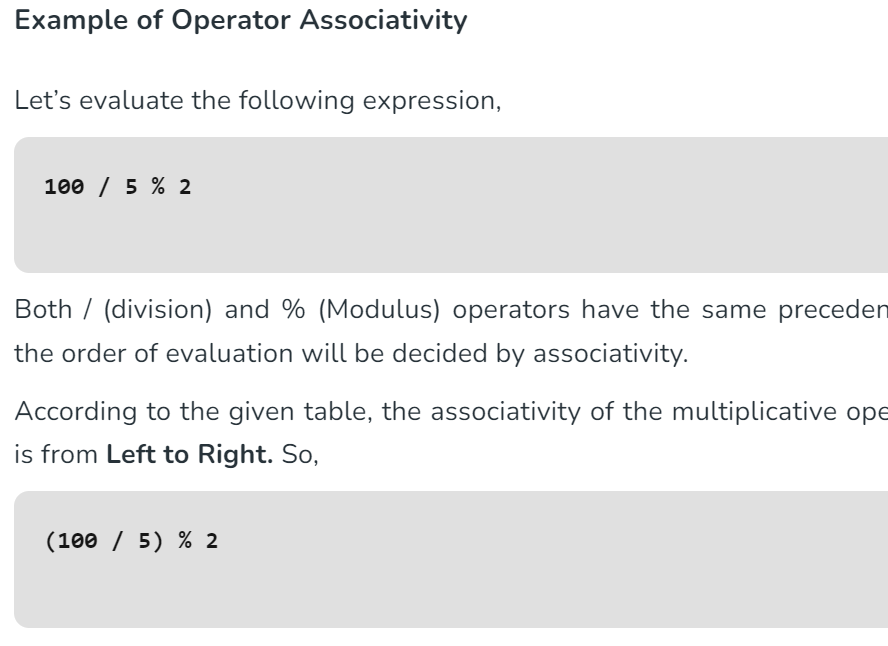 Example of Operator Associativity
Let’s evaluate the following expression,
100 / 5 % 2
Both / (division) and % (Modulus) operators have the same preceden
the order of evaluation will be decided by associativity.
According to the given table, the associativity of the multiplicative ope
is from Left to Right. So,
(100 / 5) % 2